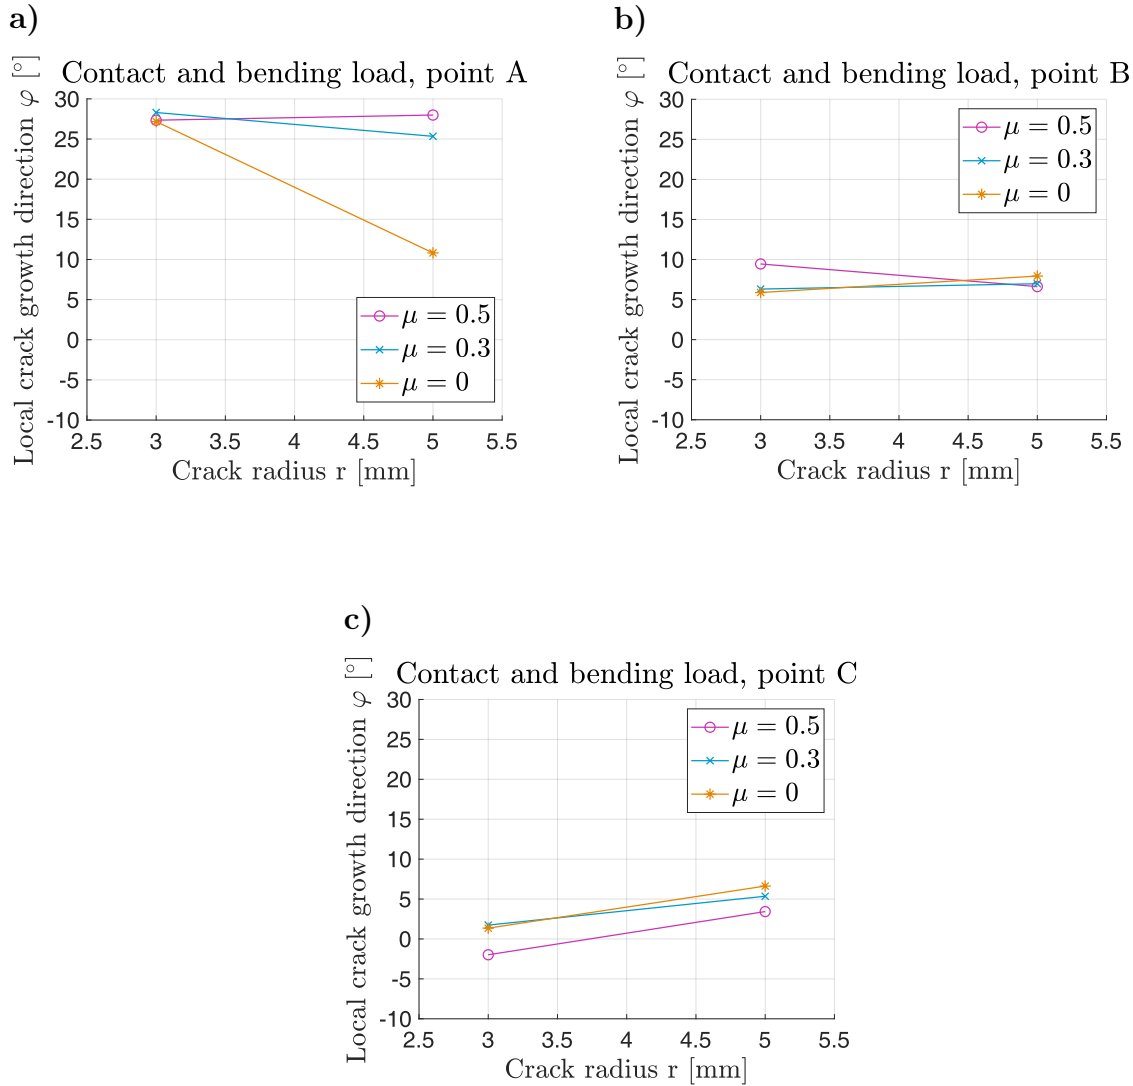 a)
Contact and bending load, point A
Local crack growth direction φ [°]
30
25
20
15
10
5
0
-5
-10
2.5 3 3.5 4 4.5 5 5.5
Crack radius r [mm]
μ = 0.5
μ = 0.3
μ = 0
b)
Contact and bending load, point B
Local crack growth direction φ [°]
30
25
20
15
10
5
0
-5
-10
2.5 3 3.5 4 4.5 5 5.5
Crack radius r [mm]
μ = 0.5
μ = 0.3
μ = 0
c)
Contact and bending load, point C
Local crack growth direction φ [°]
30
25
20
15
10
5
0
-5
-10
2.5 3 3.5 4 4.5 5 5.5
Crack radius r [mm]
μ = 0.5
μ = 0.3
μ = 0